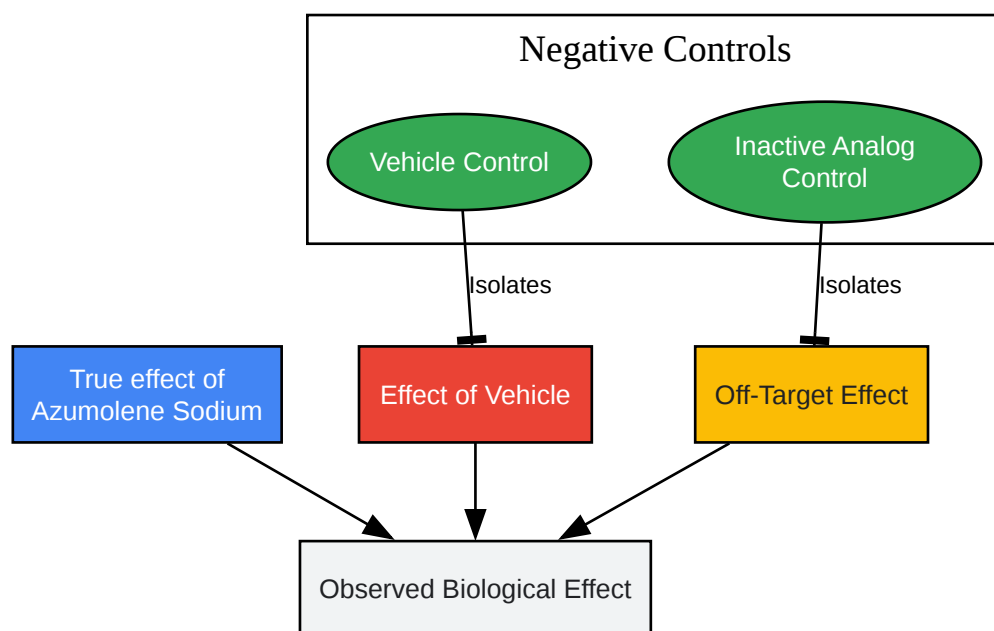 Negative Controls
Vehicle Control
Inactive Analog
Control
Isolates
Isolates
True effect of
Azumolene Sodium
Effect of Vehicle
Off-Target Effect
Observed Biological Effect